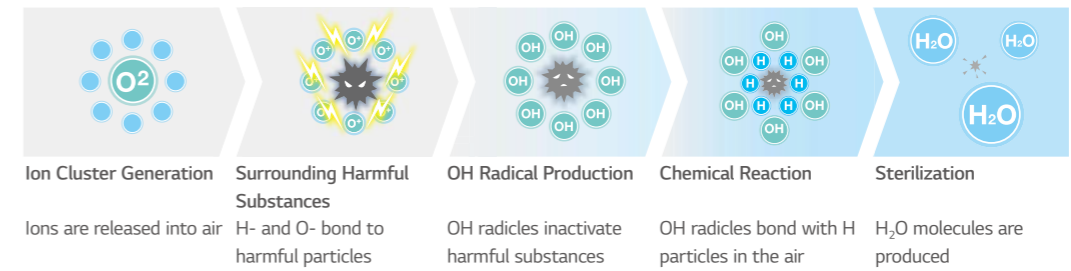 O²
O⁺ O⁺ O⁺ O⁺ O⁺ O⁺ O⁺ O⁺
OH OH OH OH OH OH OH OH
OH OH OH OH OH OH
H H H H H H
H₂O H₂O
H₂O
Ion Cluster Generation
Ions are released into air
Surrounding Harmful
Substances
H- and O- bond to
harmful particles
OH Radical Production
OH radicles inactivate
harmful substances
Chemical Reaction
OH radicles bond with H
particles in the air
Sterilization
H₂O molecules are
produced